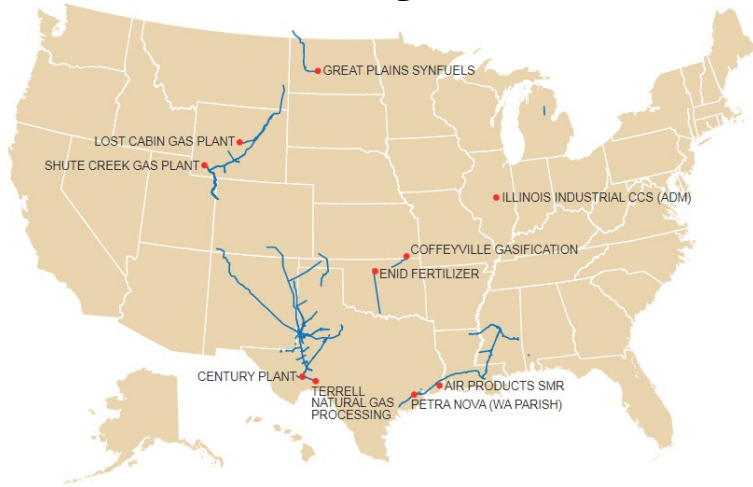 GREAT PLAINS SYNFUELS
LOST CABIN GAS PLANT
SHUTE CREEK GAS PLANT
ILLINOIS INDUSTRIAL CCS (ADM)
COFFEYVILLE GASIFICATION
ENID FERTILIZER
CENTURY PLANT
TERRELL
NATURAL GAS
PROCESSING
AIR PRODUCTS SMR
PETRA NOVA (WA PARISH)